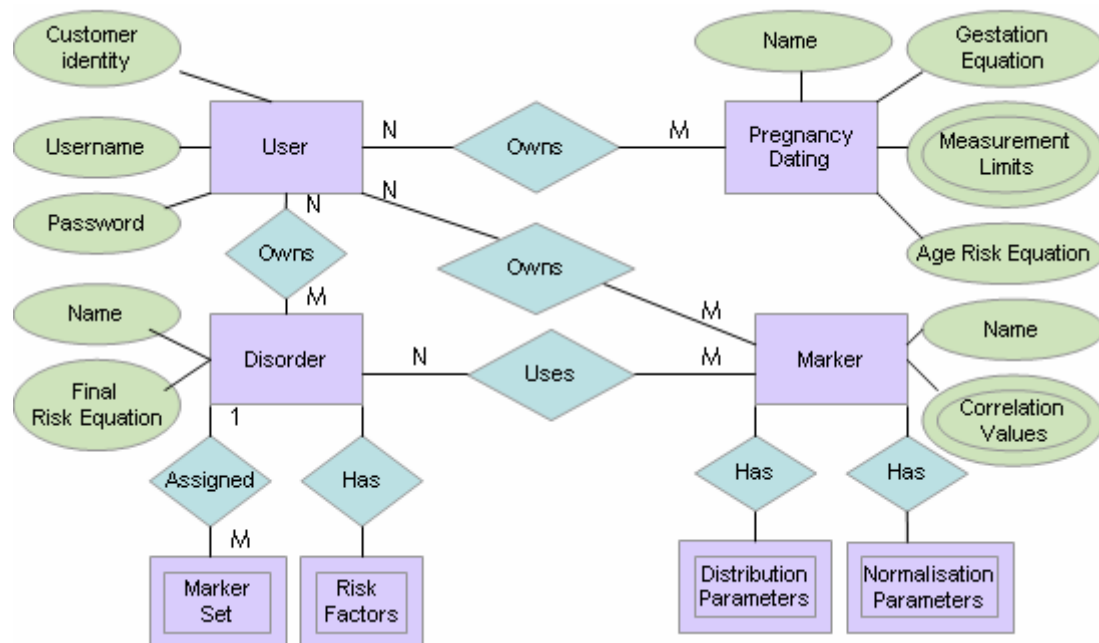 Customer
identity
Name
Gestation
Equation
Username
User
N
Owns
M
Pregnancy
Dating
Measurement
Limits
Password
N
N
Owns
Owns
Age Risk Equation
M
M
Name
Disorder
N
Uses
M
Marker
Name
Final
Risk Equation
Correlation
Values
1
Assigned
Has
Has
Has
M
Marker
Set
Risk
Factors
Distribution
Parameters
Normalisation
Parameters